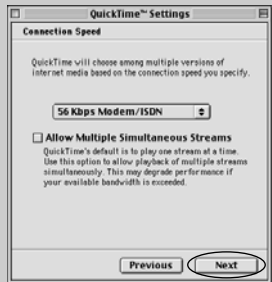 QuickTime™ Settings
Connection Speed
QuickTime will choose among multiple versions of
internet media based on the connection speed you specify.
56 Kbps Modem/ISDN
Allow Multiple Simultaneous Streams
QuickTime's default is to play one stream at a time.
Use this option to allow playback of multiple streams
simultaneously. This may degrade performance if
your available bandwidth is exceeded.
Previous Next